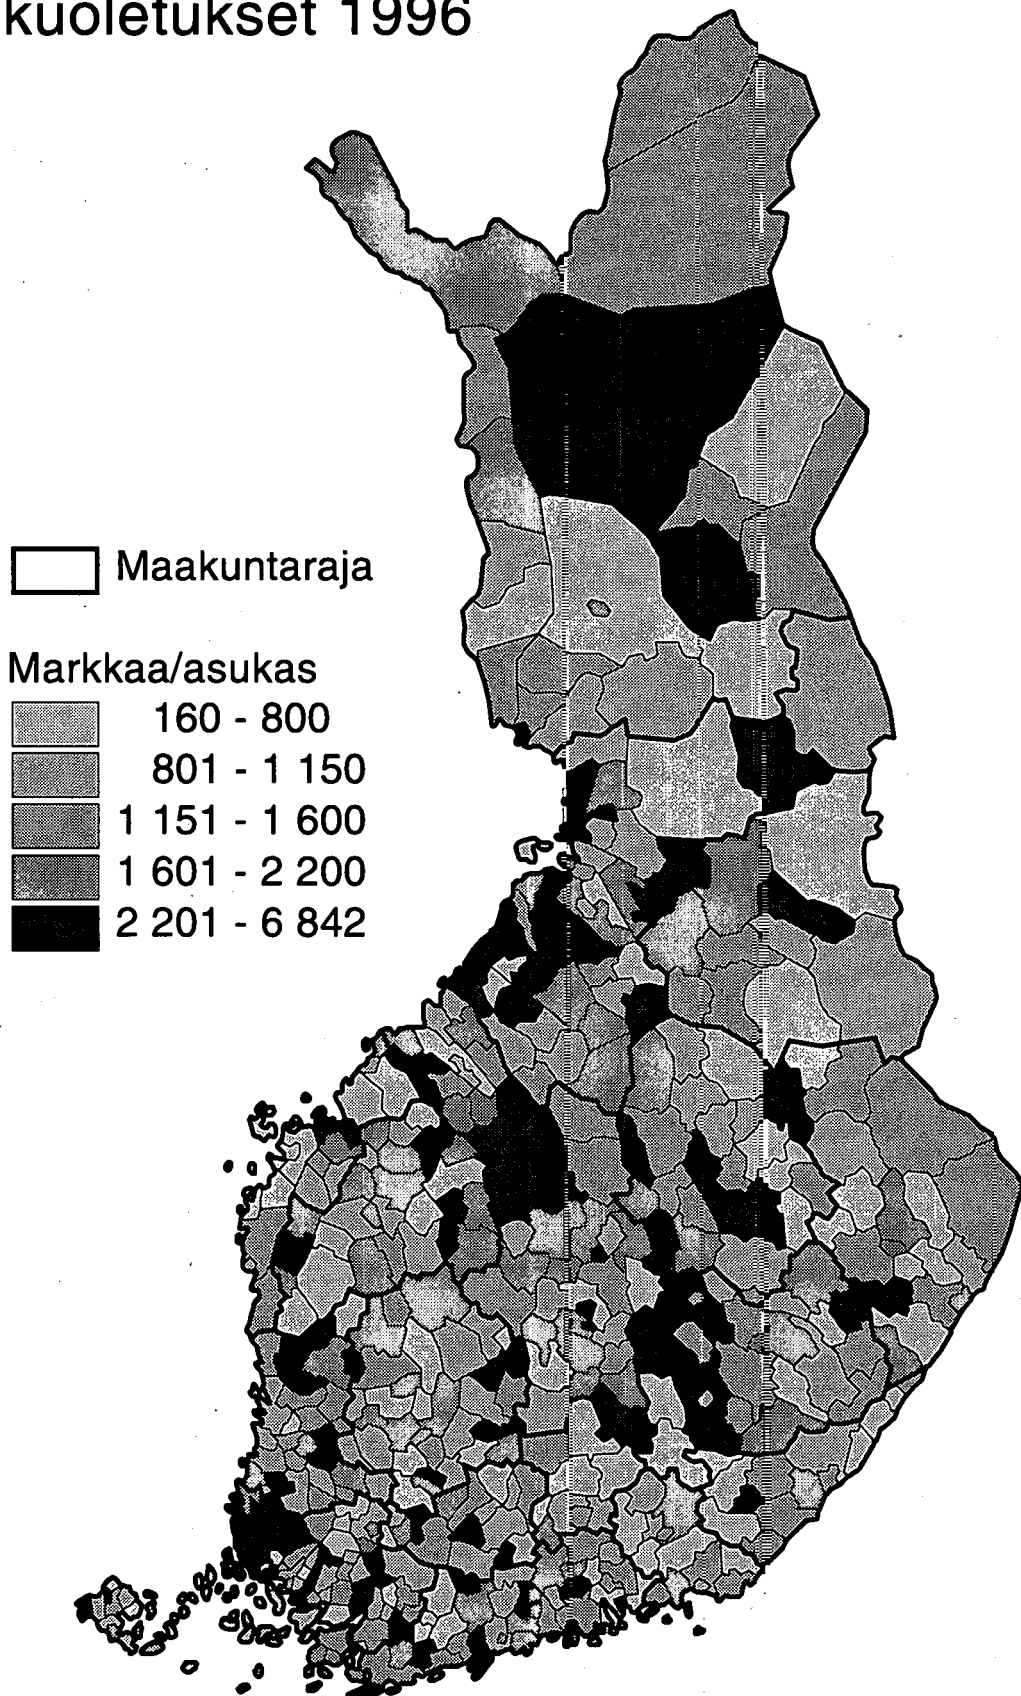 kuoletukset 1996
Maakuntaraja
Markkaa/asukas
160 - 800
801 - 1 150
1 151 - 1 600
1 601 - 2 200
2 201 - 6 842